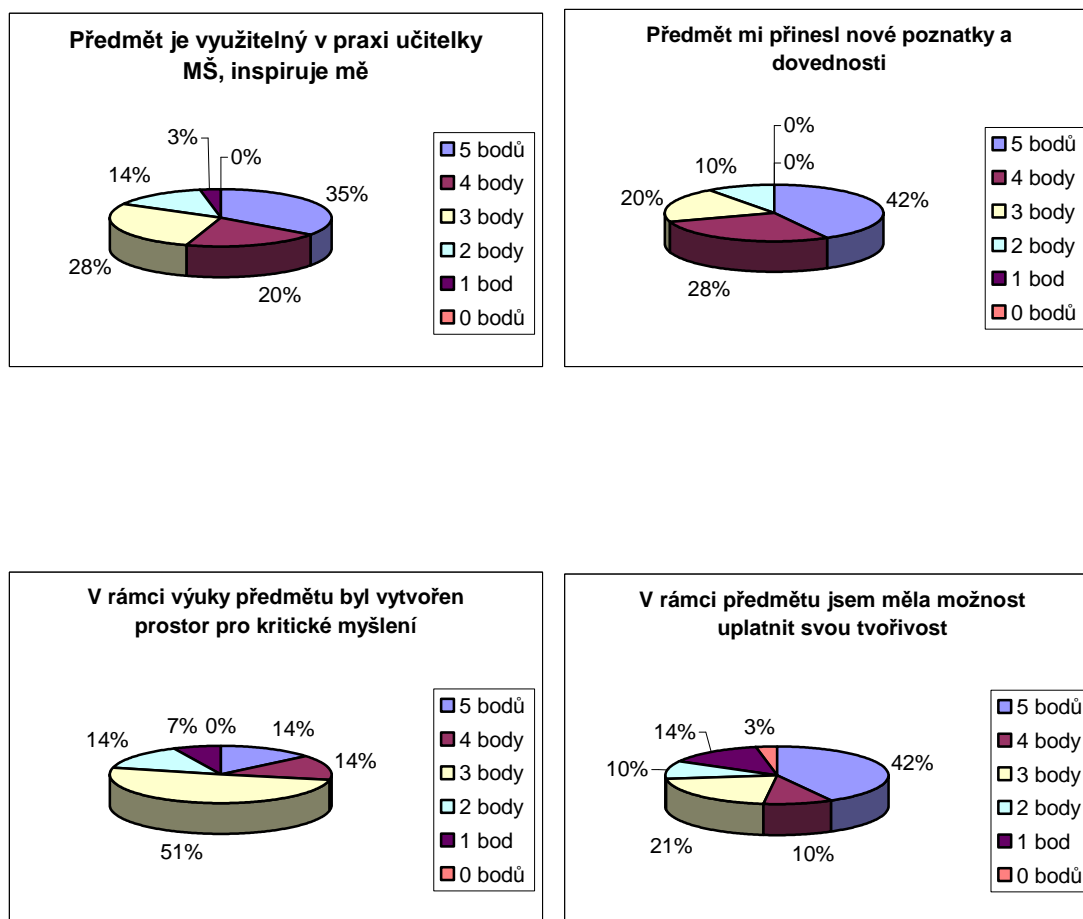 Předmět je využitelný v praxi učitelky
MŠ, inspiruje mě
3%
0%
14%
35%
28%
20%
5 bodů
4 body
3 body
2 body
1 bod
0 bodů
Předmět mi přinesl nové poznatky a
dovednosti
0%
0%
10%
20%
42%
28%
5 bodů
4 body
3 body
2 body
1 bod
0 bodů
V rámci výuky předmětu byl vytvořen
prostor pro kritické myšlení
7%
0%
14%
14%
14%
51%
5 bodů
4 body
3 body
2 body
1 bod
0 bodů
V rámci předmětu jsem měla možnost
uplatnit svou tvořivost
14%
3%
10%
42%
21%
10%
5 bodů
4 body
3 body
2 body
1 bod
0 bodů